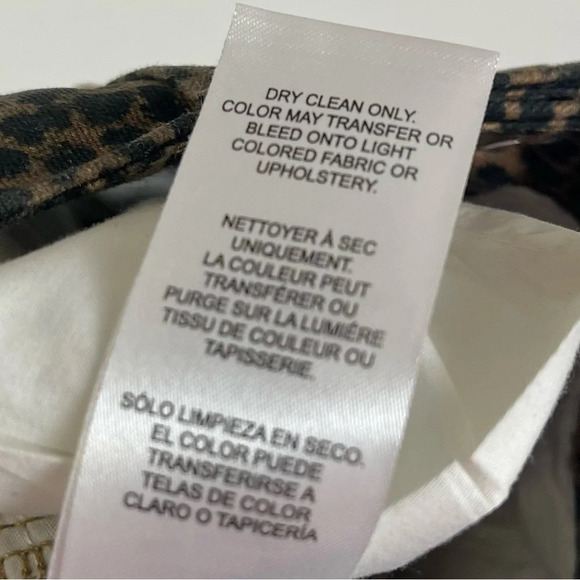 DRY CLEAN ONLY.
COLOR MAY TRANSFER OR
BLEED ONTO LIGHT
COLORED FABRIC OR
UPHOLSTERY.
NETTOYER À SEC
UNIQUEMENT.
LA COULEUR PEUT
TRANSFÉRER OU
PURGE SUR LA LUMIÈRE
TISSU DE COULEUR OU
TAPISSERIE.
SÓLO LIMPIEZA EN SECO.
EL COLOR PUEDE
TRANSFERIRSE A
TELAS DE COLOR
CLARO O TAPICERÍA